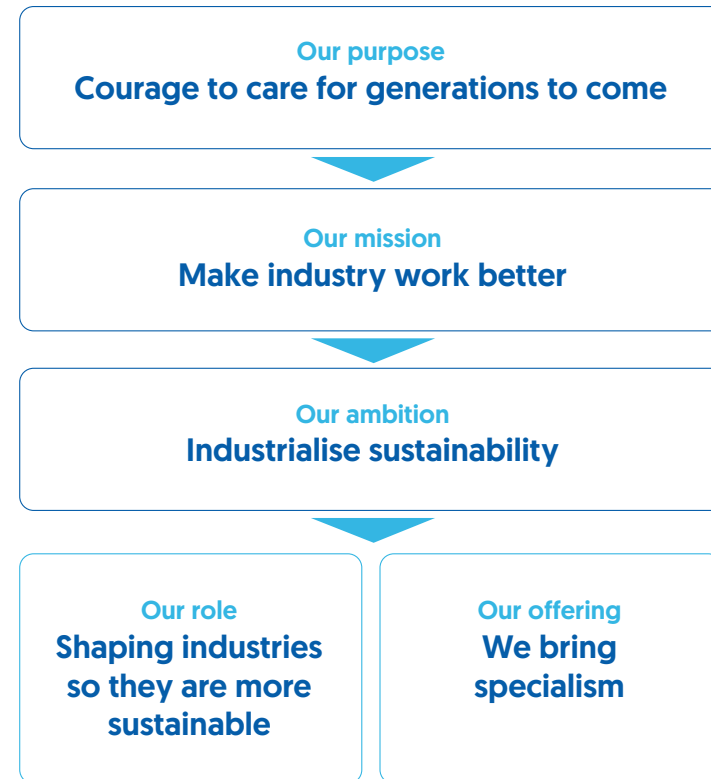 Our purpose
Courage to care for generations to come
Our mission
Make industry work better
Our ambition
Industrialise sustainability
Our role
Shaping industries
so they are more
sustainable
Our offering
We bring
specialism